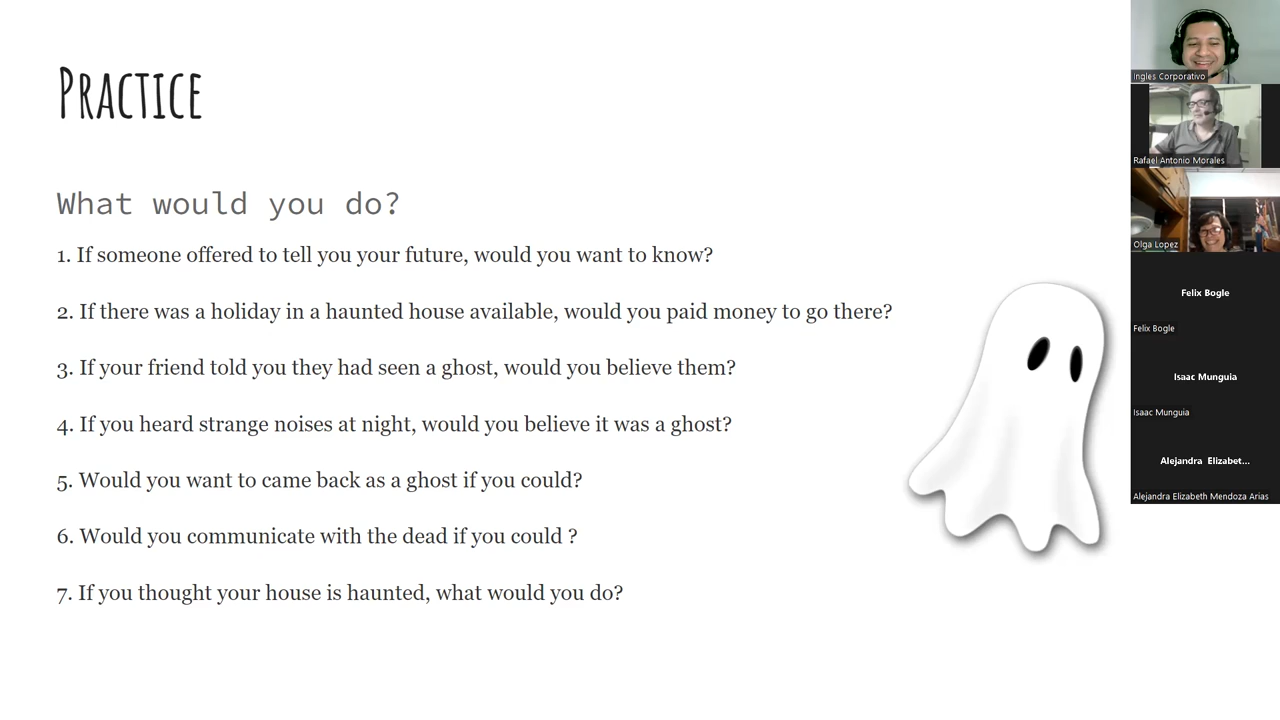 Practice
What would you do?
1. If someone offered to tell you your future, would you want to know?
2. If there was a holiday in a haunted house available, would you paid money to go there?
3. If your friend told you they had seen a ghost, would you believe them?
4. If you heard strange noises at night, would you believe it was a ghost?
5. Would you want to came back as a ghost if you could?
6. Would you communicate with the dead if you could ?
7. If you thought your house is haunted, what would you do?
Ingles Corporativo
Rafael Antonio Morales
Olga Lopez
Felix Bogle
Felix Bogle
Isaac Munguia
Isaac Munguia
Alejandra Elizabet...
Alejandra Elizabeth Mendoza Arias